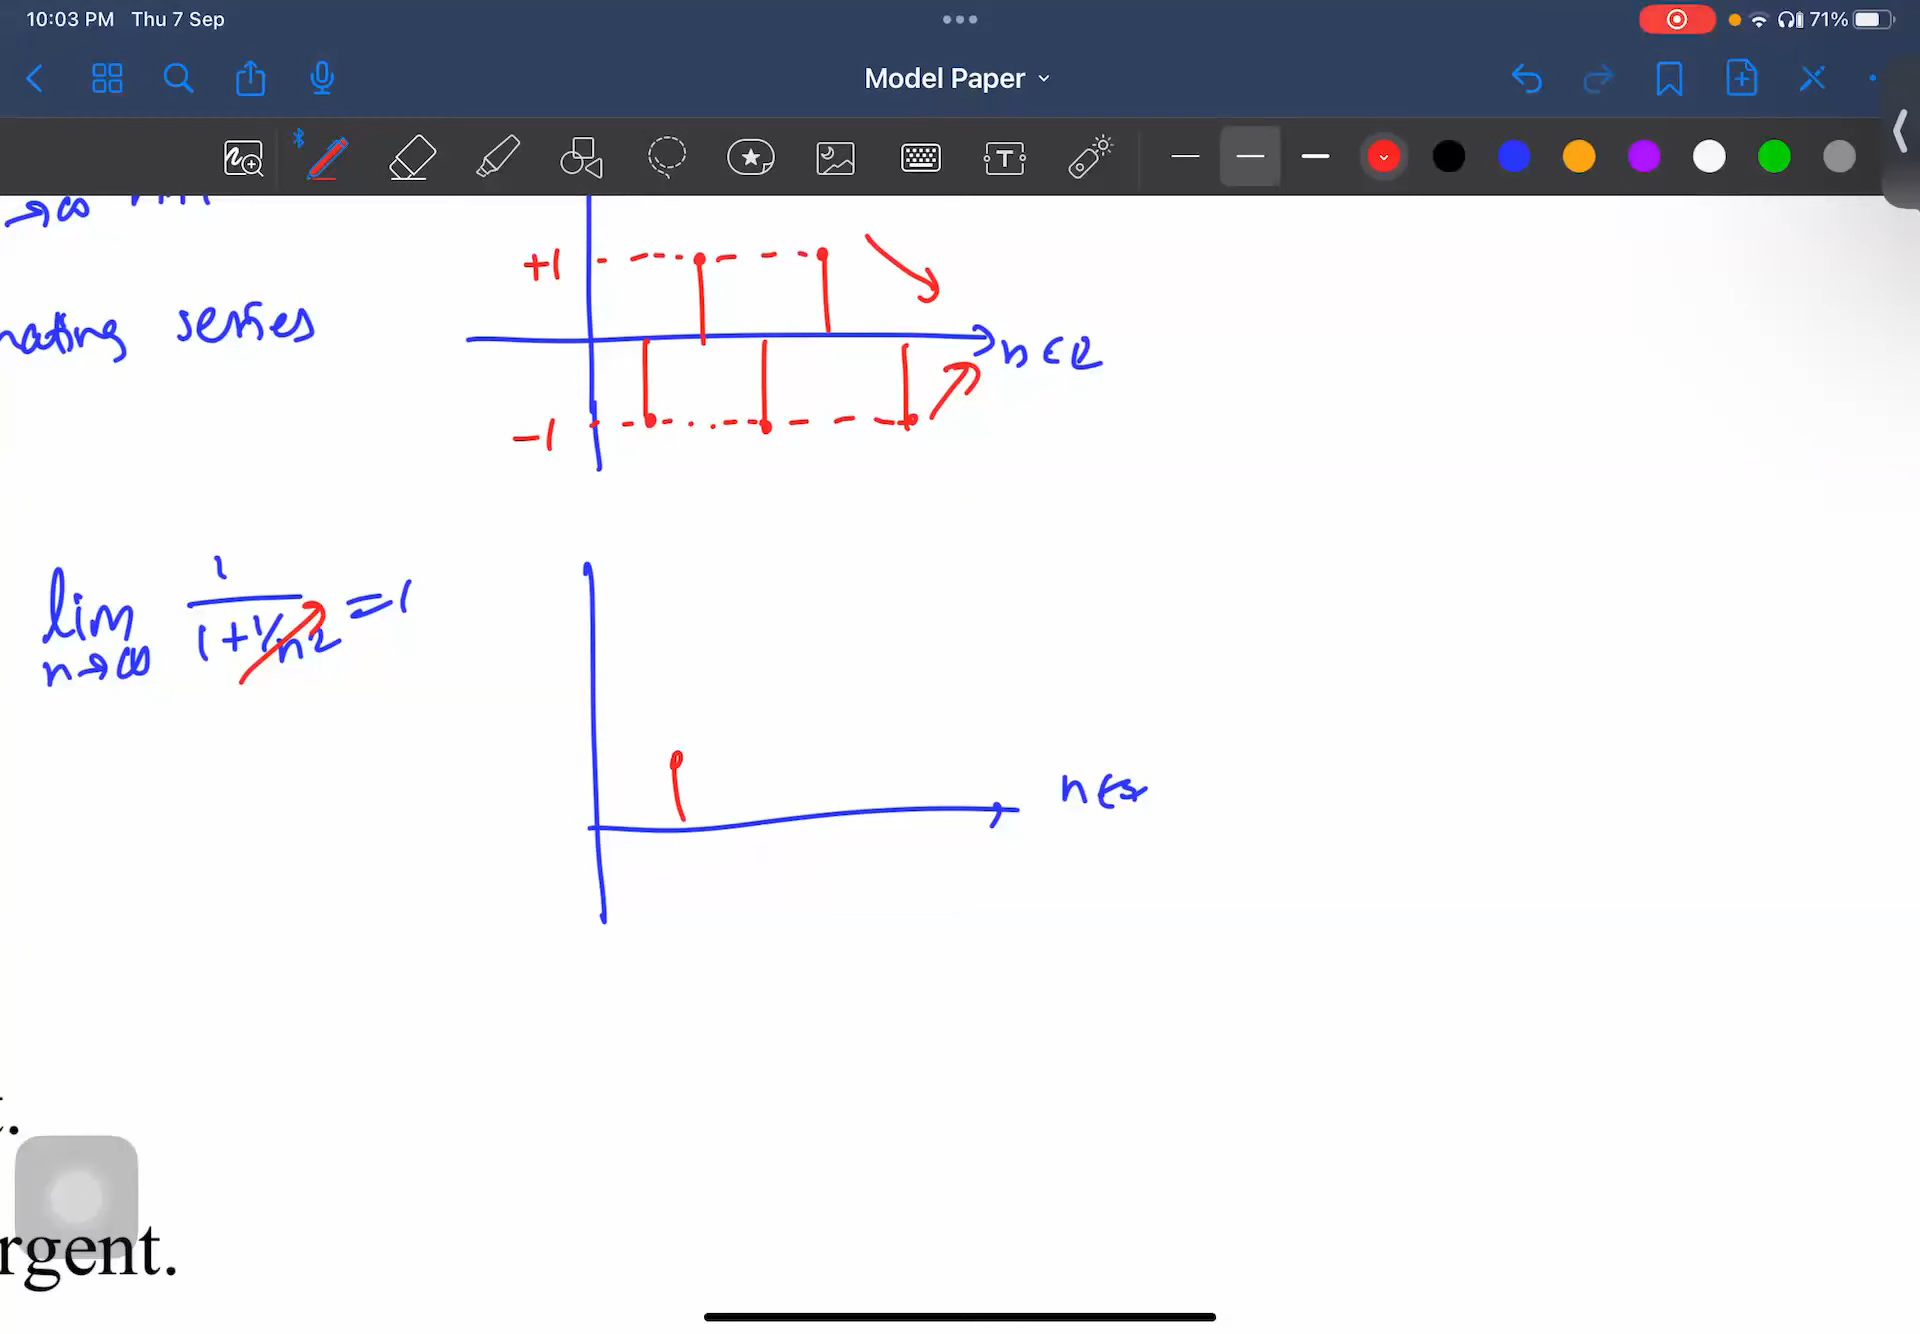 10:03 PM Thu 7 Sep
71%
Model Paper
T
→∞
+1
nating series
n ∈
-1
lim n→∞ 1/(1+1/n2) = 1
n ∈
t.
rgent.